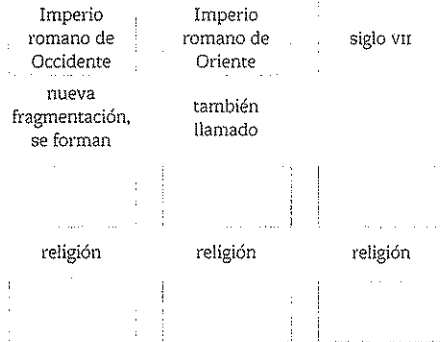 Imperio
romano de
Occidente
Imperio
romano de
Oriente
siglo VII
nueva
fragmentación,
se forman
también
llamado
religión
religión
religión